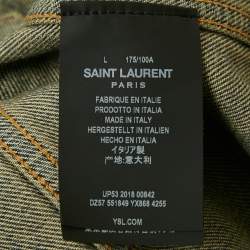 L 175/100A
SAINT LAURENT
PARIS
FABRIQUE EN ITALIE
PRODOTTO IN ITALIA
MADE IN ITALY
HERGESTELLT IN ITALIEN
HECHO EN ITALIA
イタリア製
产地:意大利
UP53 2018 00842
DZ57 551849 YX868 4255
YSL.COM